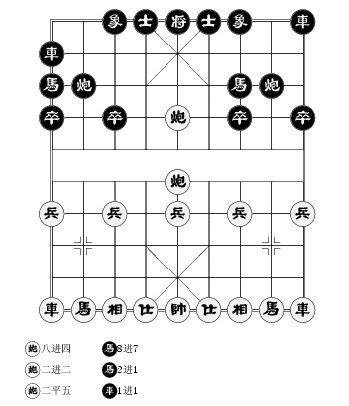 象 士 將 士 象 車
車
馬 炮 馬 炮
卒 卒 炮 卒 卒
炮
兵 兵 兵 兵 兵
車 馬 相 仕 帥 仕 相 馬 車
炮八进四 馬8进7
炮二进二 馬2进1
炮二平五 車1进1